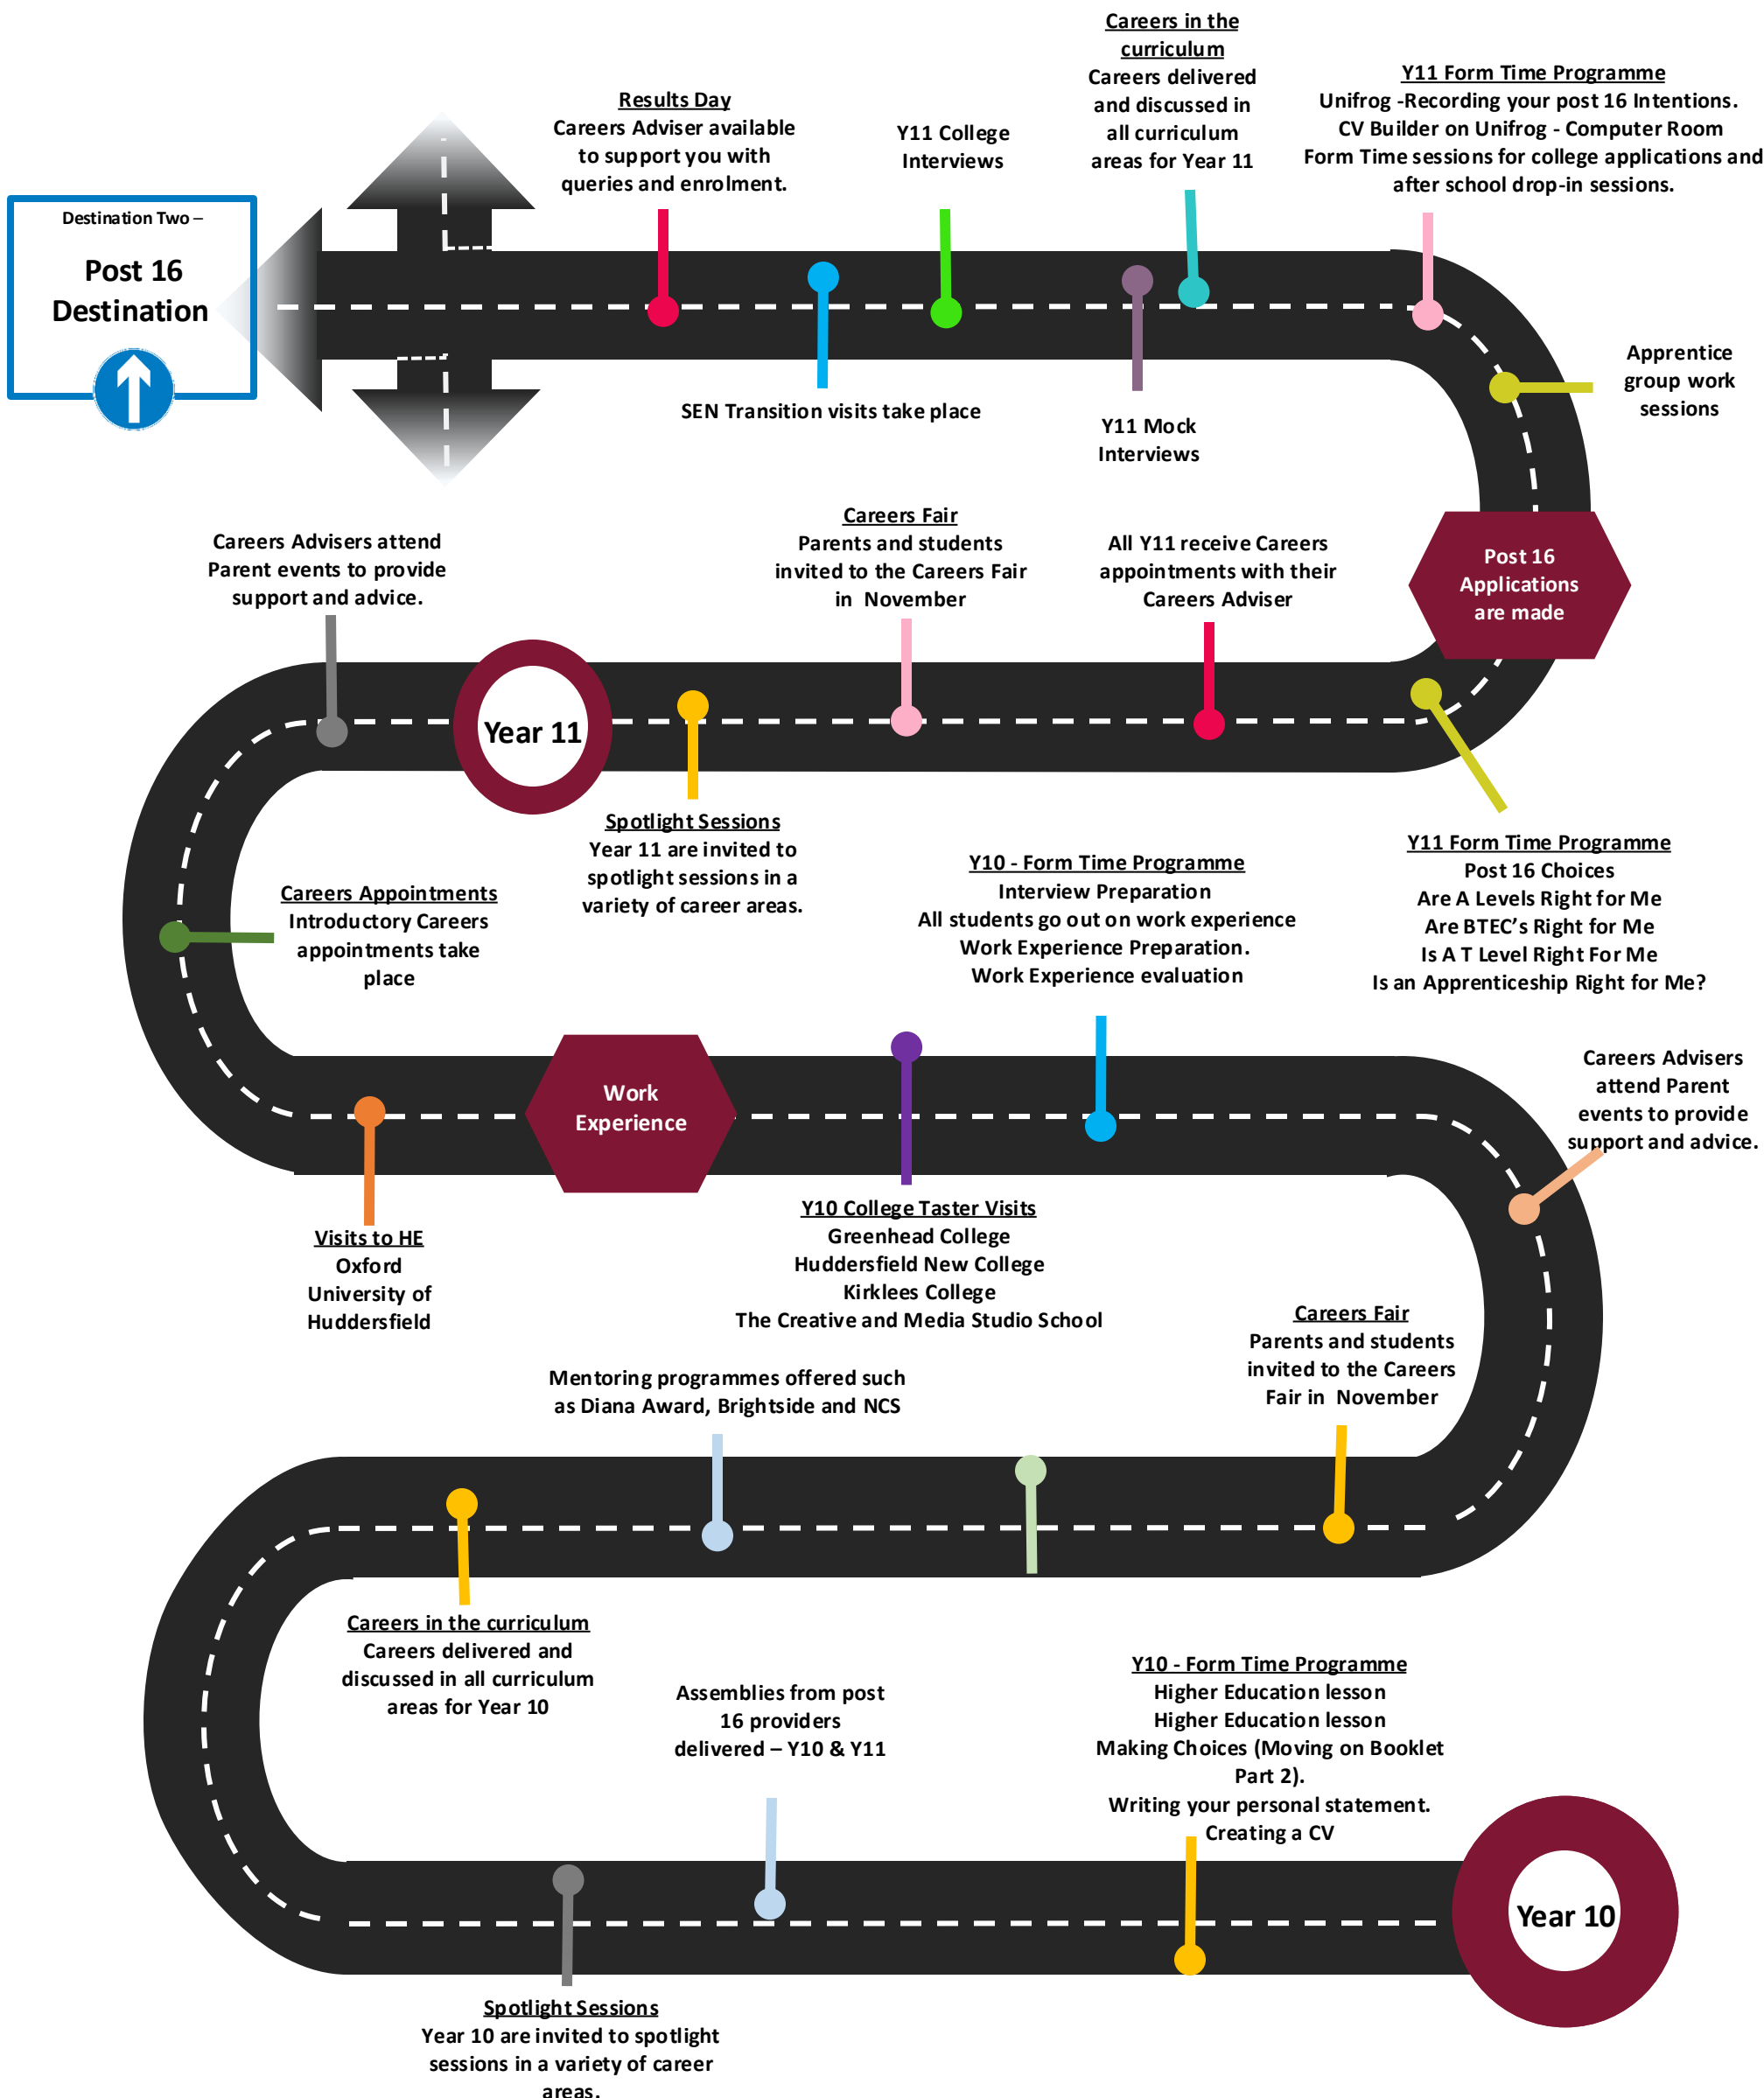 Careers in the
curriculum
Careers delivered
and discussed in
all curriculum
areas for Year 11
Y11 Form Time Programme
Unifrog -Recording your post 16 Intentions.
CV Builder on Unifrog - Computer Room
Form Time sessions for college applications and
after school drop-in sessions.
Results Day
Careers Adviser available
to support you with
queries and enrolment.
Y11 College
Interviews
Destination Two –
Post 16
Destination
Apprentice
group work
sessions
SEN Transition visits take place
Y11 Mock
Interviews
Careers Advisers attend
Parent events to provide
support and advice.
Careers Fair
Parents and students
invited to the Careers Fair
in November
All Y11 receive Careers
appointments with their
Careers Adviser
Post 16
Applications
are made
Year 11
Spotlight Sessions
Year 11 are invited to
spotlight sessions in a
variety of career areas.
Y11 Form Time Programme
Post 16 Choices
Are A Levels Right for Me
Are BTEC's Right for Me
Is A T Level Right For Me
Is an Apprenticeship Right for Me?
Careers Appointments
Introductory Careers
appointments take
place
Y10 - Form Time Programme
Interview Preparation
All students go out on work experience
Work Experience Preparation.
Work Experience evaluation
Careers Advisers
attend Parent
events to provide
support and advice.
Work
Experience
Visits to HE
Oxford
University of
Huddersfield
Y10 College Taster Visits
Greenhead College
Huddersfield New College
Kirklees College
The Creative and Media Studio School
Careers Fair
Parents and students
invited to the Careers
Fair in November
Mentoring programmes offered such
as Diana Award, Brightside and NCS
Careers in the curriculum
Careers delivered and
discussed in all curriculum
areas for Year 10
Assemblies from post
16 providers
delivered – Y10 & Y11
Y10 - Form Time Programme
Higher Education lesson
Higher Education lesson
Making Choices (Moving on Booklet
Part 2).
Writing your personal statement.
Creating a CV
Year 10
Spotlight Sessions
Year 10 are invited to spotlight
sessions in a variety of career
areas.